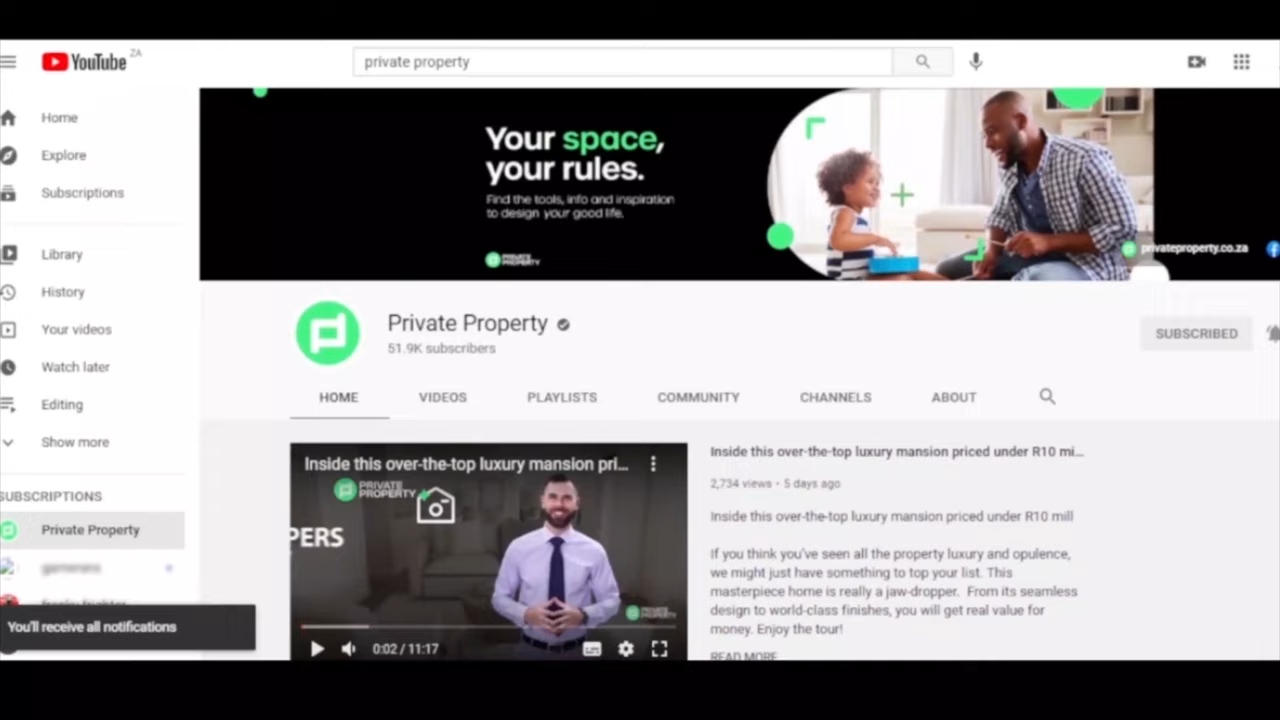 YouTube ZA
private property
Home
Explore
Subscriptions
Library
History
Your videos
Watch later
Editing
Show more
SUBSCRIPTIONS
Private Property
You'll receive all notifications
Your space,
your rules.
Find the tools, info and inspiration
to design your good life.
PRIVATE
PROPERTY
privateproperty.co.za
Private Property
51.9K subscribers
SUBSCRIBED
HOME VIDEOS PLAYLISTS COMMUNITY CHANNELS ABOUT
Inside this over-the-top luxury mansion pri...
PRIVATE
PROPERTY
PERS
PRIVATE
PROPERTY
0:02 / 11:17
Inside this over-the-top luxury mansion priced under R10 mi...
2,734 views • 5 days ago
Inside this over-the-top luxury mansion priced under R10 mill
If you think you've seen all the property luxury and opulence,
we might just have something to top your list. This
masterpiece home is really a jaw-dropper. From its seamless
design to world-class finishes, you will get real value for
money. Enjoy the tour!
READ MORE